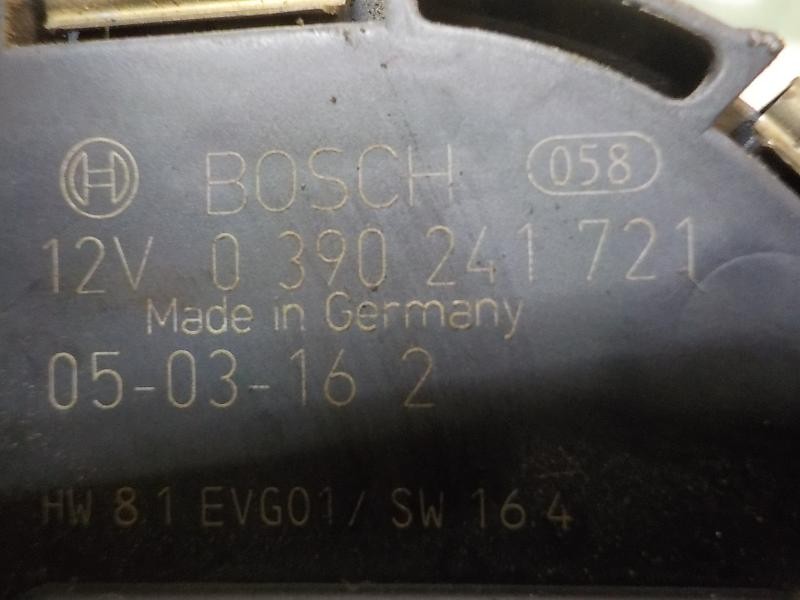 H BOSCH 058
12V 0 390 241 721
Made in Germany
05-03-16 2
HW 8.1 EVG01/ SW 16.4